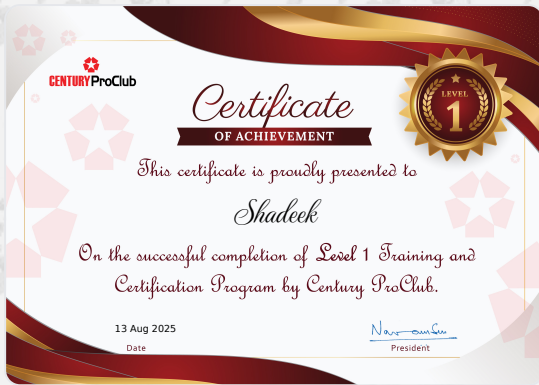 CENTURY ProClub
Certificate
OF ACHIEVEMENT
LEVEL
1
This certificate is proudly presented to
Shadeek
On the successful completion of Level 1 Training and
Certification Program by Century ProClub.
13 Aug 2025
Date
President